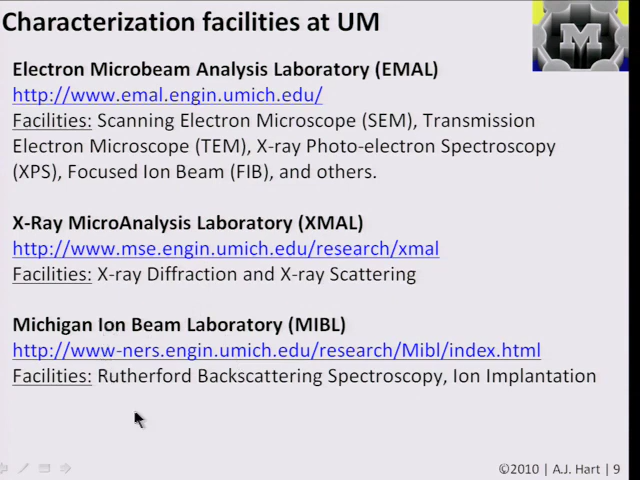 Characterization facilities at UM
M
Electron Microbeam Analysis Laboratory (EMAL)
http://www.emal.engin.umich.edu/
Facilities: Scanning Electron Microscope (SEM), Transmission
Electron Microscope (TEM), X-ray Photo-electron Spectroscopy
(XPS), Focused Ion Beam (FIB), and others.
X-Ray MicroAnalysis Laboratory (XMAL)
http://www.mse.engin.umich.edu/research/xmal
Facilities: X-ray Diffraction and X-ray Scattering
Michigan Ion Beam Laboratory (MIBL)
http://www-ners.engin.umich.edu/research/Mibl/index.html
Facilities: Rutherford Backscattering Spectroscopy, Ion Implantation
©2010 | A.J. Hart | 9